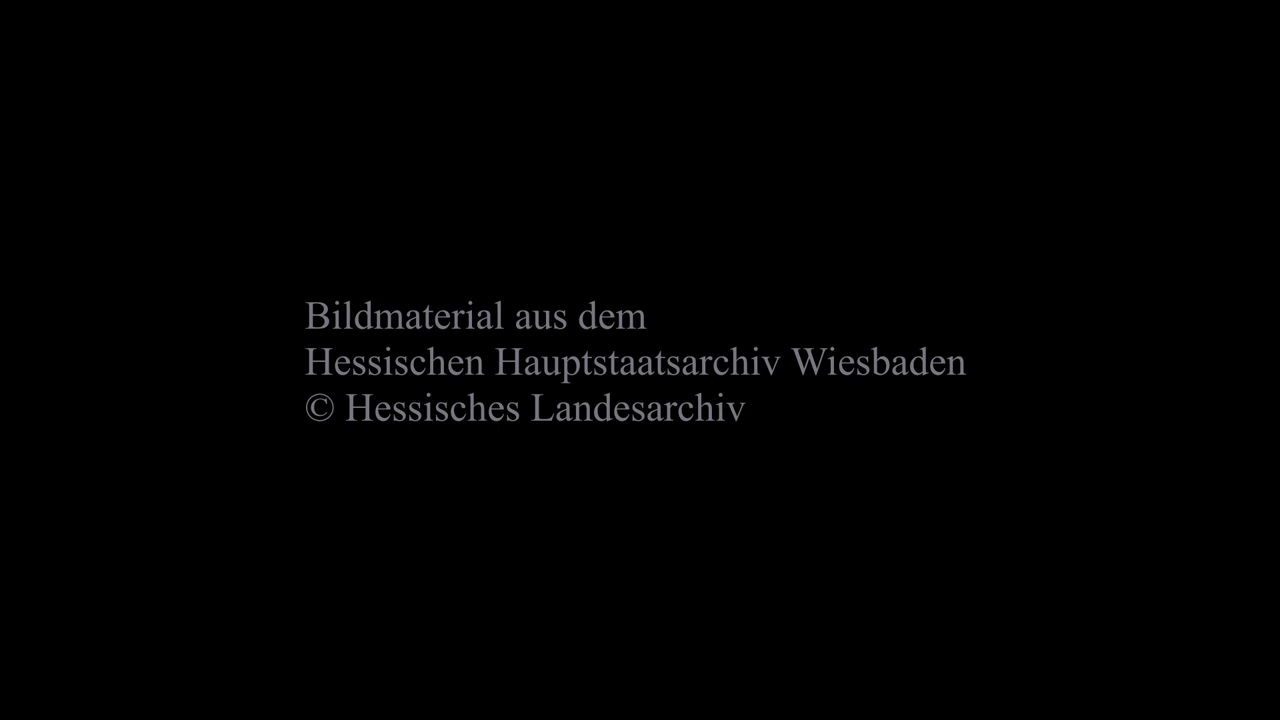 Bildmaterial aus dem
Hessischen Hauptstaatsarchiv Wiesbaden
© Hessisches Landesarchiv